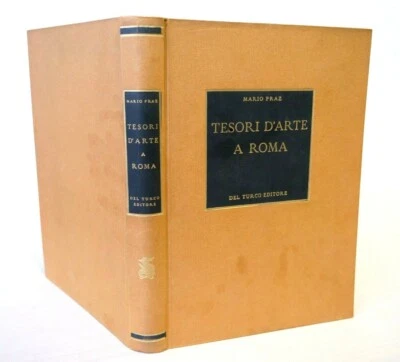 MARIO PRAZ
TESORI
D'ARTE
A
ROMA
DEL TURCO
EDITORE
MARIO PRAZ
TESORI D'ARTE
A ROMA
DEL TURCO EDITORE